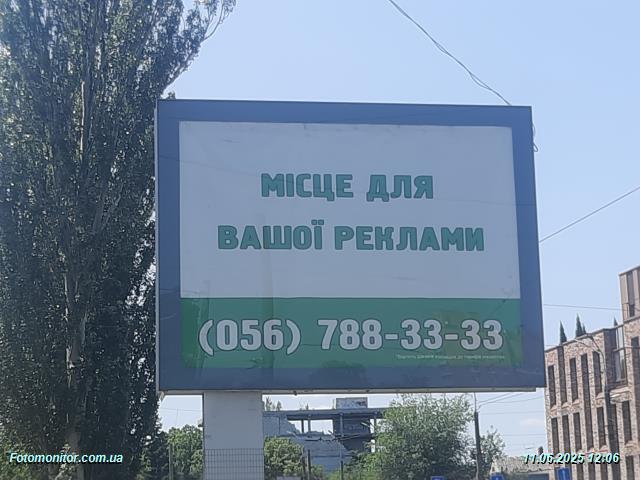 МІСЦЕ ДЛЯ
ВАШОЇ РЕКЛАМИ
(056) 788-33-33
Fotomonitor.com.ua
11.06.2025 12:06